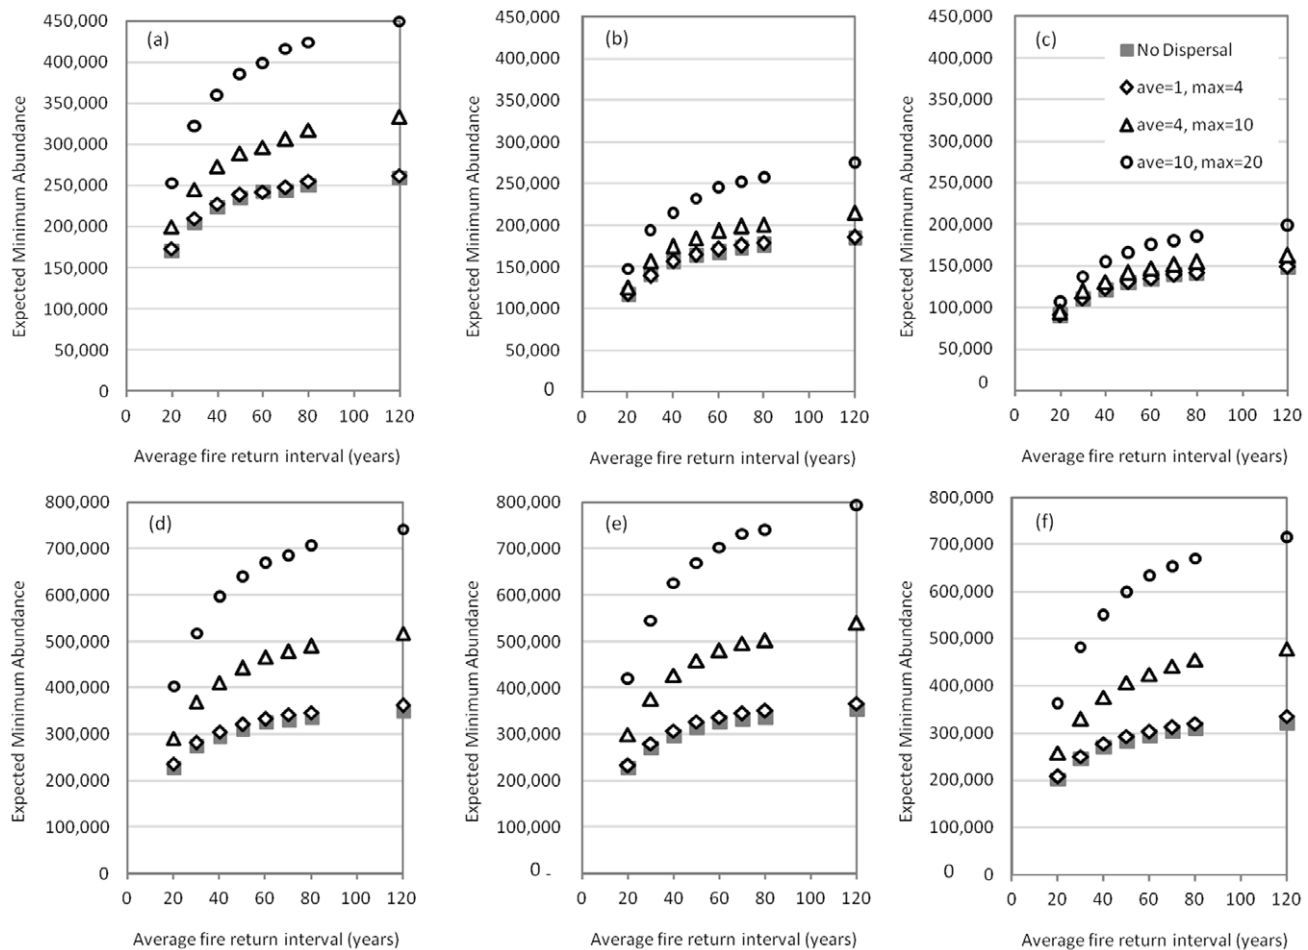 (a)
450,000
400,000
350,000
300,000
250,000
200,000
150,000
100,000
50,000
0
Expected Minimum Abundance
0 20 40 60 80 100 120
Average fire return interval (years)
(b)
450,000
400,000
350,000
300,000
250,000
200,000
150,000
100,000
50,000
0
Expected Minimum Abundance
0 20 40 60 80 100 120
Average fire return interval (years)
(c)
450,000
400,000
350,000
300,000
250,000
200,000
150,000
100,000
50,000
0
Expected Minimum Abundance
No Dispersal
ave=1, max=4
ave=4, max=10
ave=10, max=20
0 20 40 60 80 100 120
Average fire return interval (years)
(d)
800,000
700,000
600,000
500,000
400,000
300,000
200,000
100,000
0
Expected Minimum Abundance
0 20 40 60 80 100 120
Average fire return interval (years)
(e)
800,000
700,000
600,000
500,000
400,000
300,000
200,000
100,000
0 -
Expected Minimum Abundance
0 20 40 60 80 100 120
Average fire return interval (years)
(f)
800,000
700,000
600,000
500,000
400,000
300,000
200,000
100,000
0
Expected Minimum Abundance
0 20 40 60 80 100 120
Average fire return interval (years)